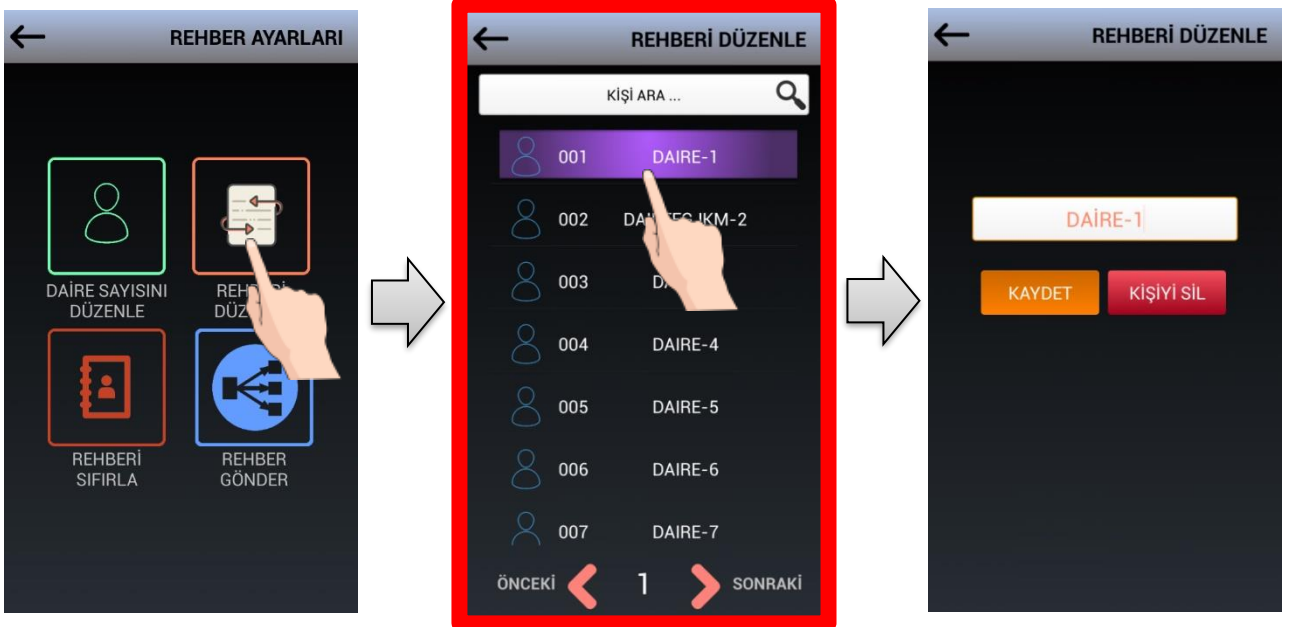 REHBER AYARLARI
DAİRE SAYISINI
DÜZENLE
REHBERİ
SIFIRLA
REHBER
GÖNDER
REHBERİ DÜZENLE
KİŞİ ARA ...
001 DAIRE-1
002
003
004 DAIRE-4
005 DAIRE-5
006 DAIRE-6
007 DAIRE-7
ÖNCEKİ 1 SONRAKİ
REHBERİ DÜZENLE
DAİRE-1
KAYDET KİŞİYİ SİL